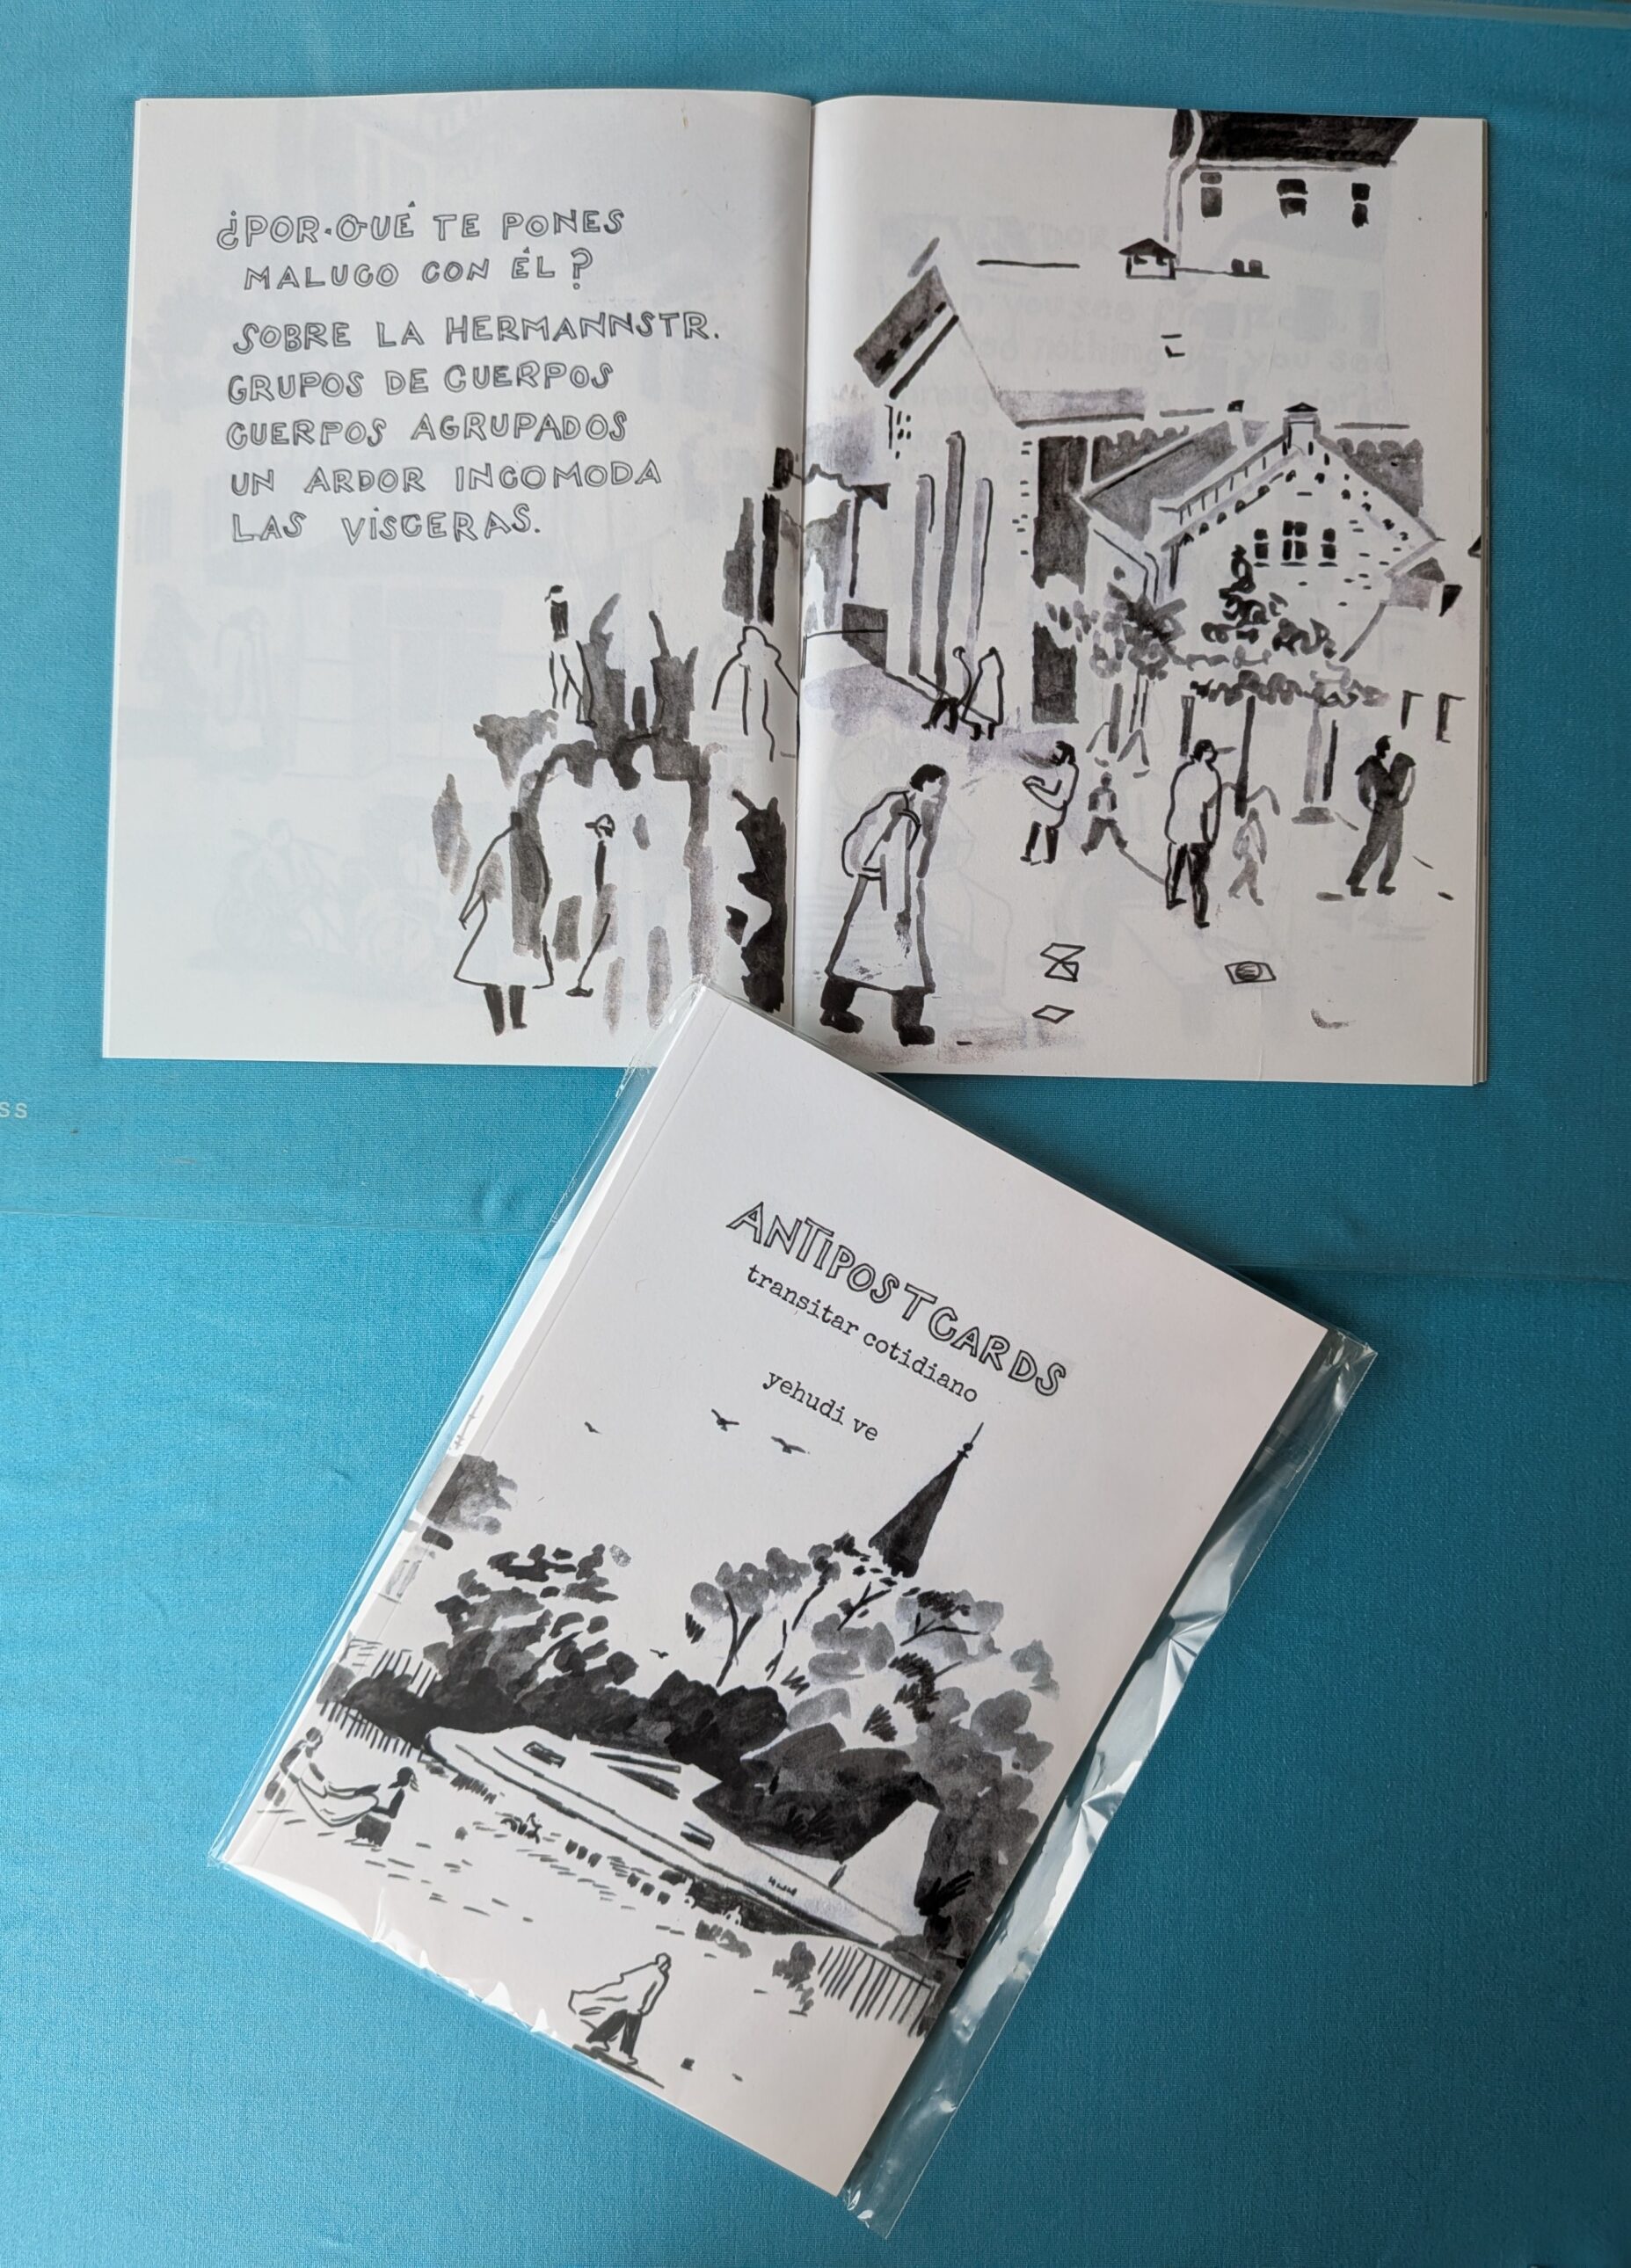 ¿POR·QUÉ TE PONES
MALUCO CON ÉL?
SOBRE LA HERMANNSTR.
GRUPOS DE CUERPOS
CUERPOS AGRUPADOS
UN ARDOR INCOMODA
LAS VISCERAS.
ss
ANTIPOSTCARDS
transitar cotidiano
yehudi ve